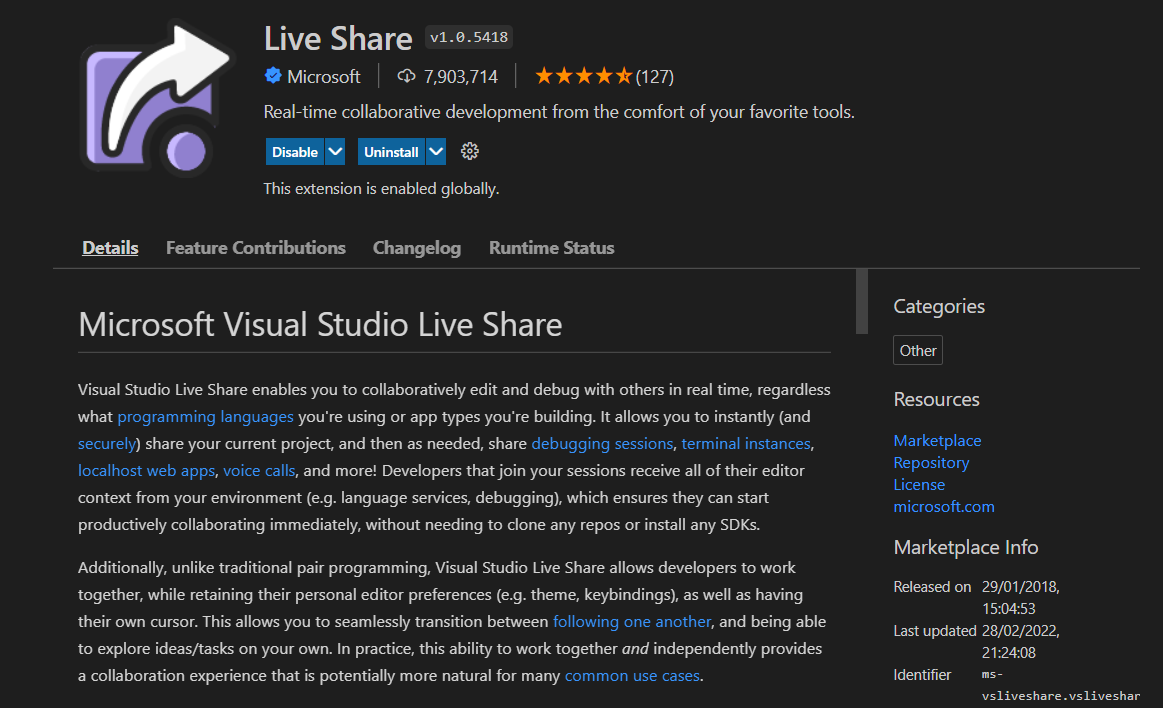 Live Share v1.0.5418
Microsoft 7,903,714 (127)
Real-time collaborative development from the comfort of your favorite tools.
Disable Uninstall
This extension is enabled globally.
Details Feature Contributions Changelog Runtime Status
Microsoft Visual Studio Live Share
Visual Studio Live Share enables you to collaboratively edit and debug with others in real time, regardless
what programming languages you're using or app types you're building. It allows you to instantly (and
securely) share your current project, and then as needed, share debugging sessions, terminal instances,
localhost web apps, voice calls, and more! Developers that join your sessions receive all of their editor
context from your environment (e.g. language services, debugging), which ensures they can start
productively collaborating immediately, without needing to clone any repos or install any SDKs.
Additionally, unlike traditional pair programming, Visual Studio Live Share allows developers to work
together, while retaining their personal editor preferences (e.g. theme, keybindings), as well as having
their own cursor. This allows you to seamlessly transition between following one another, and being able
to explore ideas/tasks on your own. In practice, this ability to work together and independently provides
a collaboration experience that is potentially more natural for many common use cases.
Categories
Other
Resources
Marketplace
Repository
License
microsoft.com
Marketplace Info
Released on 29/01/2018,
15:04:53
Last updated 28/02/2022,
21:24:08
Identifier ms-
vsliveshare.vsliveshar